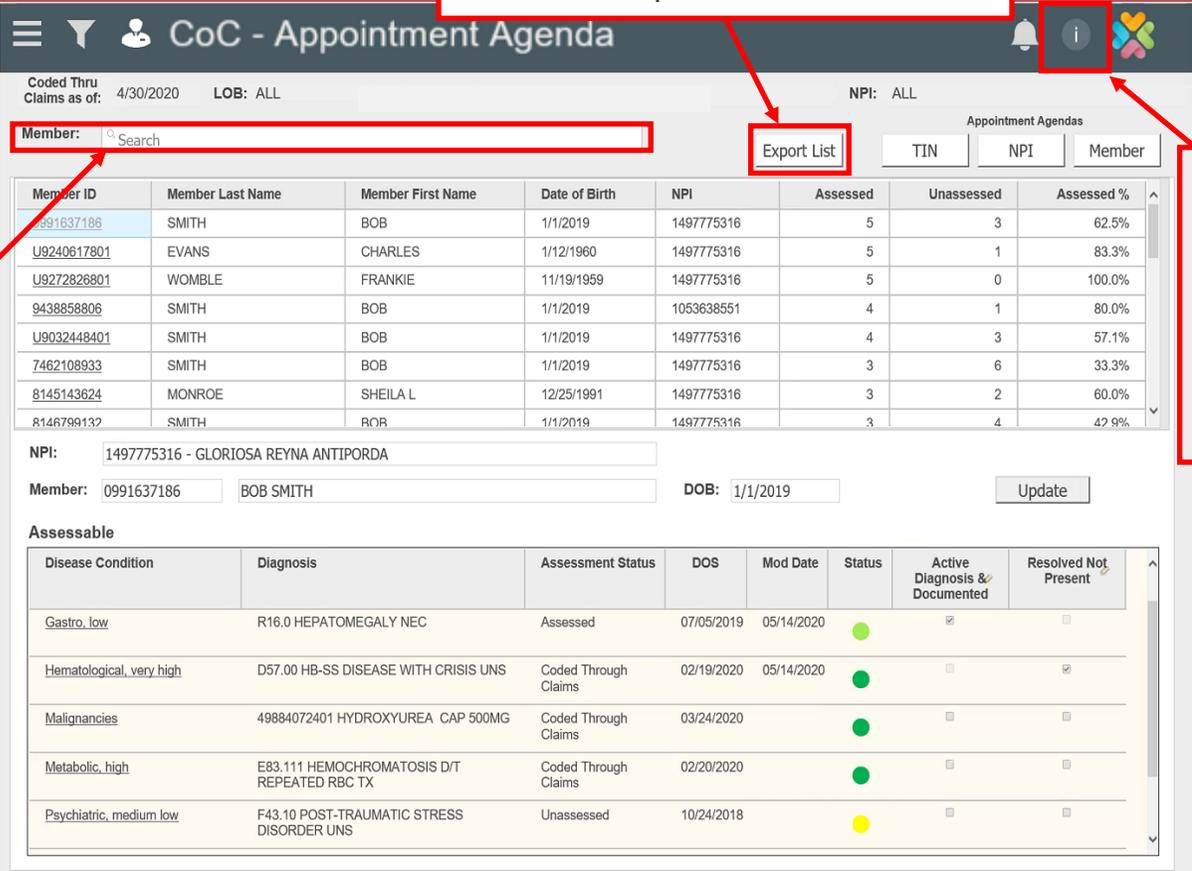 CoC - Appointment Agenda
i
Coded Thru
Claims as of: 4/30/2020 LOB: ALL NPI: ALL
Appointment Agendas
Member: Search Export List TIN NPI Member
Member ID Member Last Name Member First Name Date of Birth NPI Assessed Unassessed Assessed %
0991637186 SMITH BOB 1/1/2019 1497775316 5 3 62.5%
U9240617801 EVANS CHARLES 1/12/1960 1497775316 5 1 83.3%
U9272826801 WOMBLE FRANKIE 11/19/1959 1497775316 5 0 100.0%
9438858806 SMITH BOB 1/1/2019 1053638551 4 1 80.0%
U9032448401 SMITH BOB 1/1/2019 1497775316 4 3 57.1%
7462108933 SMITH BOB 1/1/2019 1497775316 3 6 33.3%
8145143624 MONROE SHEILA L 12/25/1991 1497775316 3 2 60.0%
8146799132 SMITH BOB 1/1/2019 1497775316 3 4 42.9%
NPI: 1497775316 - GLORIOSA REYNA ANTIPORDA
Member: 0991637186 BOB SMITH DOB: 1/1/2019 Update
Assessable
Disease Condition Diagnosis Assessment Status DOS Mod Date Status Active Resolved Not
Diagnosis & Present
Documented
Gastro, low R16.0 HEPATOMEGALY NEC Assessed 07/05/2019 05/14/2020
Hematological, very high D57.00 HB-SS DISEASE WITH CRISIS UNS Coded Through 02/19/2020 05/14/2020
Claims
Malignancies 49884072401 HYDROXYUREA CAP 500MG Coded Through 03/24/2020
Claims
Metabolic, high E83.111 HEMOCHROMATOSIS D/T Coded Through 02/20/2020
REPEATED RBC TX Claims
Psychiatric, medium low F43.10 POST-TRAUMATIC STRESS Unassessed 10/24/2018
DISORDER UNS